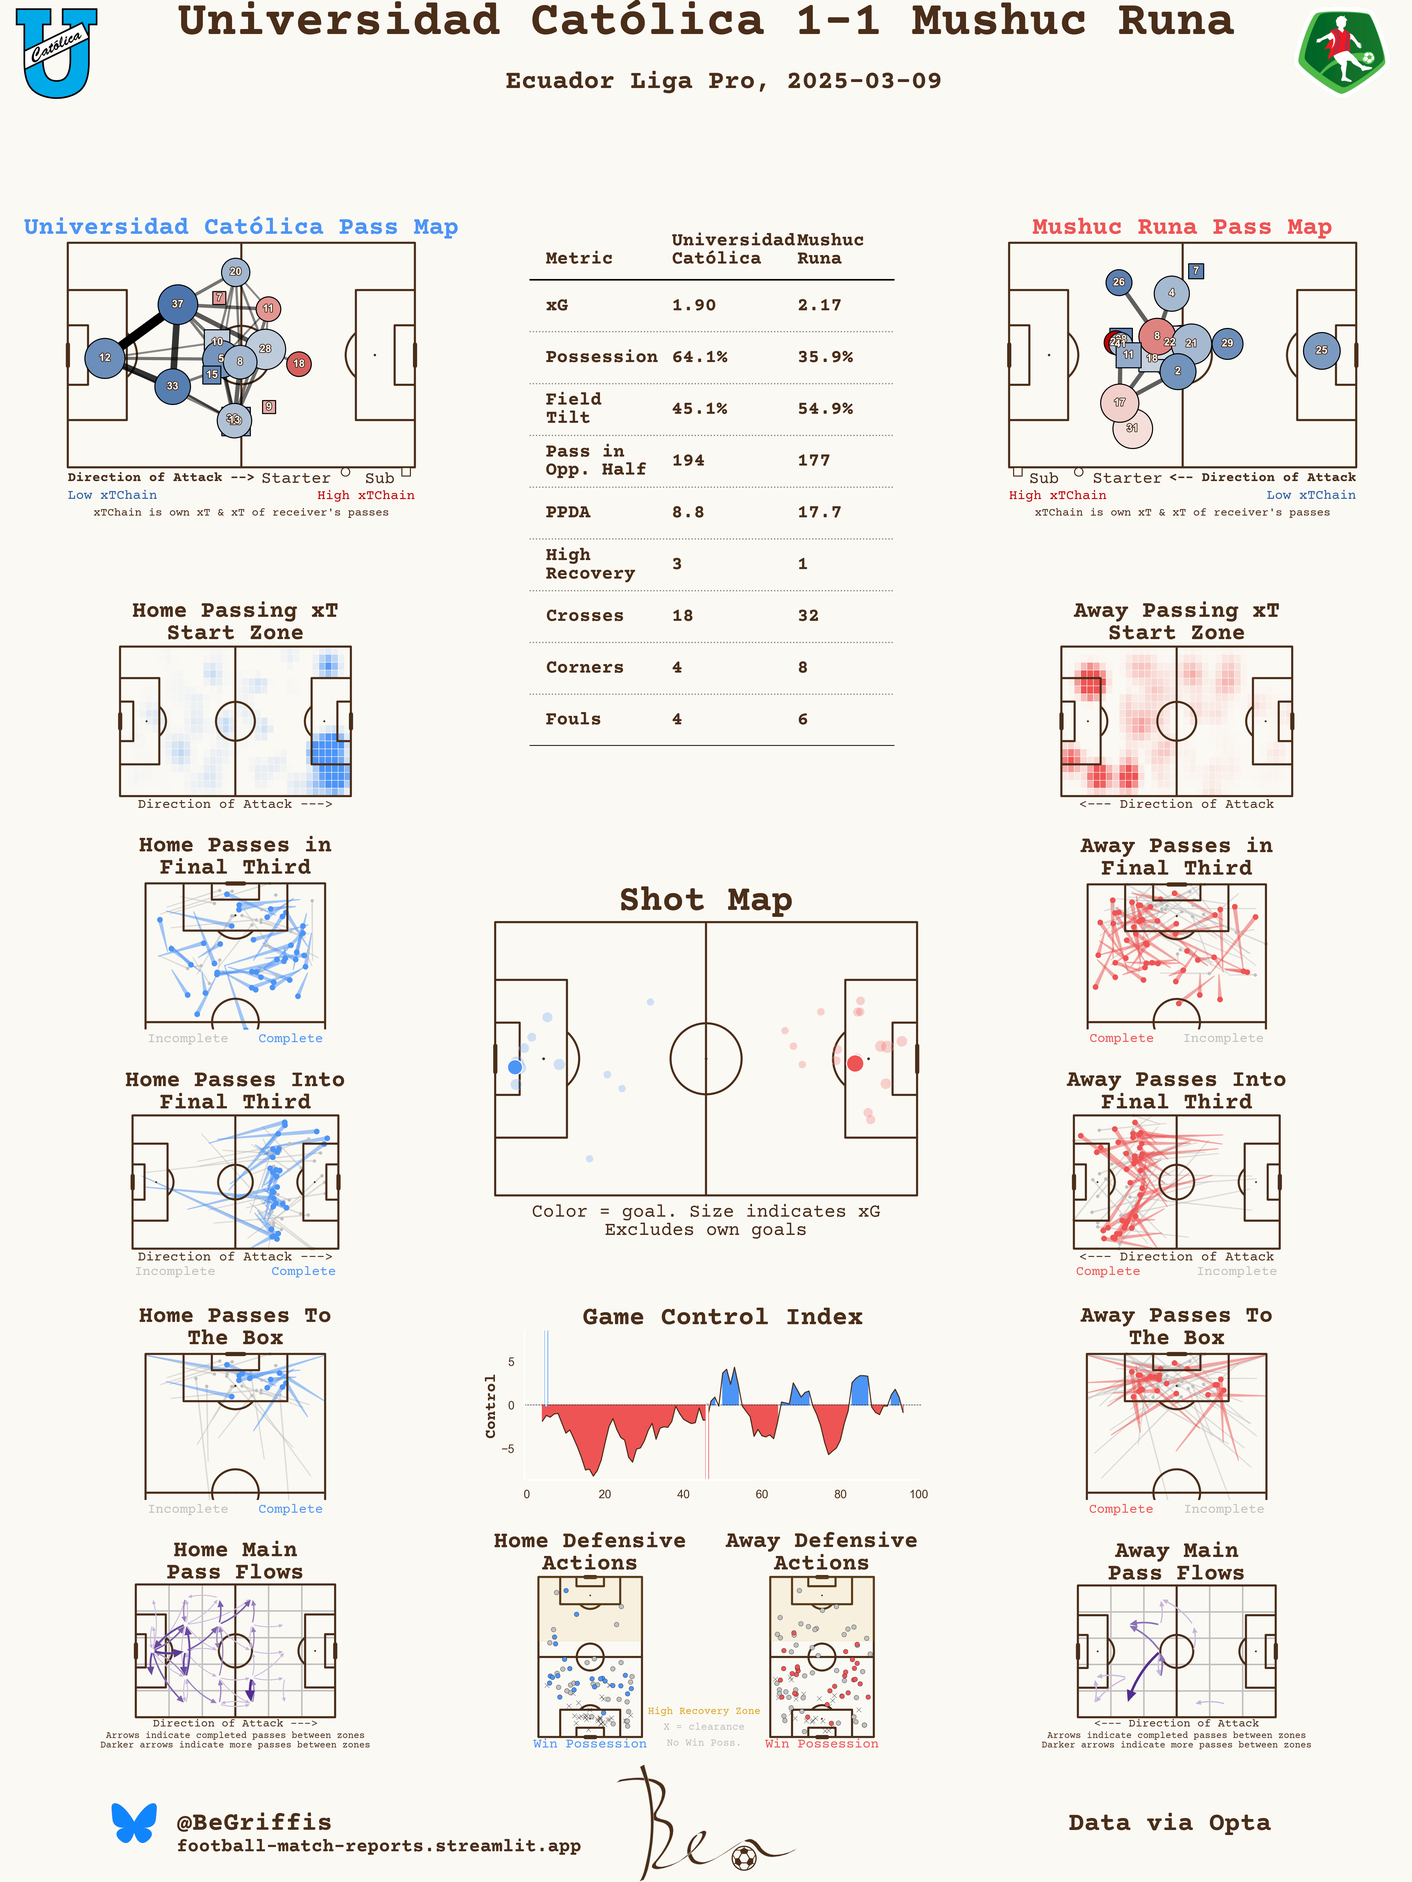 Universidad Católica 1-1 Mushuc Runa
Ecuador Liga Pro, 2025-03-09
Católica
Universidad Católica Pass Map
20
37
7
11
10
12
5
8
28
18
15
33
9
13
Direction of Attack --> Starter Sub
Low xTChain High xTChain
xTChain is own xT & xT of receiver's passes
Metric Universidad Católica Mushuc Runa
xG 1.90 2.17
Possession 64.1% 35.9%
Field Tilt 45.1% 54.9%
Pass in Opp. Half 194 177
PPDA 8.8 17.7
High Recovery 3 1
Crosses 18 32
Corners 4 8
Fouls 4 6
Mushuc Runa Pass Map
7
26
4
8
22
21
29
25
11
18
2
17
31
Sub Starter <-- Direction of Attack
High xTChain Low xTChain
xTChain is own xT & xT of receiver's passes
Home Passing xT
Start Zone
Direction of Attack --->
Away Passing xT
Start Zone
<--- Direction of Attack
Home Passes in
Final Third
Incomplete Complete
Away Passes in
Final Third
Complete Incomplete
Shot Map
Color = goal. Size indicates xG
Excludes own goals
Home Passes Into
Final Third
Direction of Attack --->
Incomplete Complete
Away Passes Into
Final Third
<--- Direction of Attack
Complete Incomplete
Home Passes To
The Box
Incomplete Complete
Game Control Index
Control
5
0
−5
0 20 40 60 80 100
Away Passes To
The Box
Complete Incomplete
Home Main
Pass Flows
Direction of Attack --->
Arrows indicate completed passes between zones
Darker arrows indicate more passes between zones
Home Defensive
Actions
Win Possession
High Recovery Zone
X = clearance
No Win Poss.
Away Defensive
Actions
Win Possession
Away Main
Pass Flows
<--- Direction of Attack
Arrows indicate completed passes between zones
Darker arrows indicate more passes between zones
@BeGriffis
football-match-reports.streamlit.app
Ben
Data via Opta